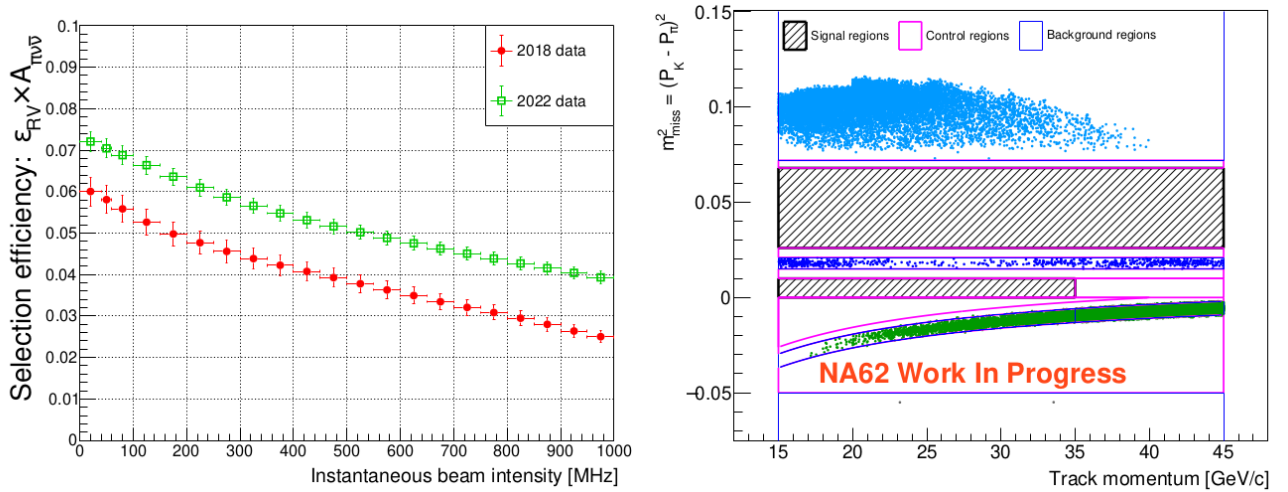 Selection efficiency: ε_RV×A_πνν̄
0.1
0.09
0.08
0.07
0.06
0.05
0.04
0.03
0.02
0.01
0
2018 data
2022 data
0 100 200 300 400 500 600 700 800 900 1000
Instantaneous beam intensity [MHz]
m²_miss = (P_K - P_π)²
0.15
0.1
0.05
0
−0.05
Signal regions
Control regions
Background regions
NA62 Work In Progress
15 20 25 30 35 40 45
Track momentum [GeV/c]